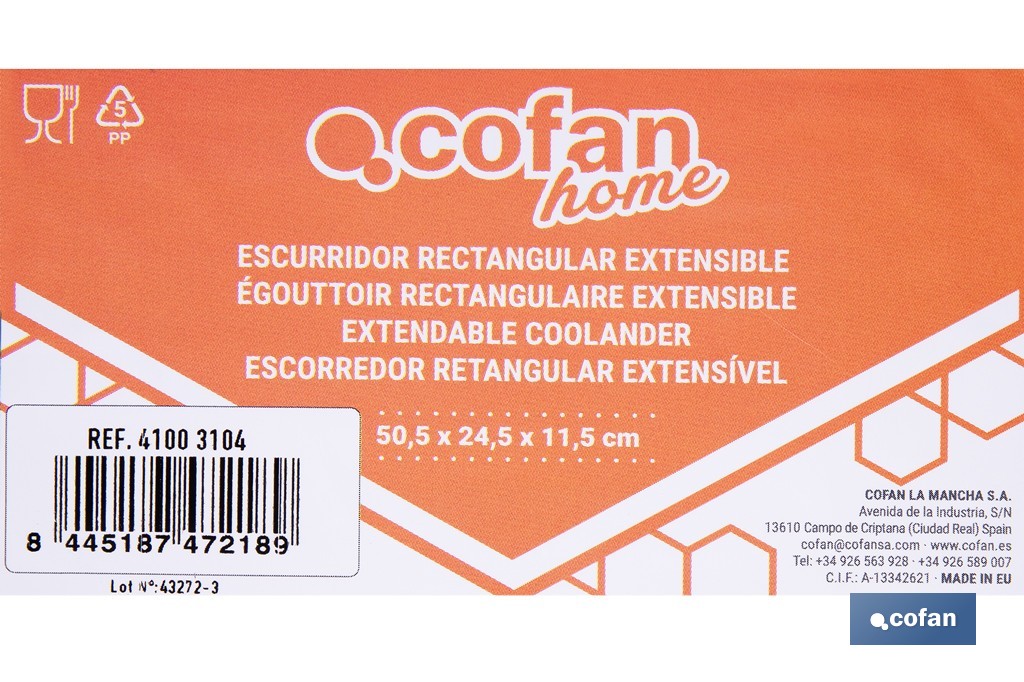 5
PP
cofan
home
ESCURRIDOR RECTANGULAR EXTENSIBLE
ÉGOUTTOIR RECTANGULAIRE EXTENSIBLE
EXTENDABLE COOLANDER
ESCORREDOR RETANGULAR EXTENSÍVEL
50,5 x 24,5 x 11,5 cm
REF. 4100 3104
8 445187 472189
Lot Nº:43272-3
COFAN LA MANCHA S.A.
Avenida de la Industria, S/N
13610 Campo de Criptana (Ciudad Real) Spain
cofan@cofansa.com · www.cofan.es
Tel: +34 926 563 928 · +34 926 589 007
C.I.F.: A-13342621 · MADE IN EU
cofan